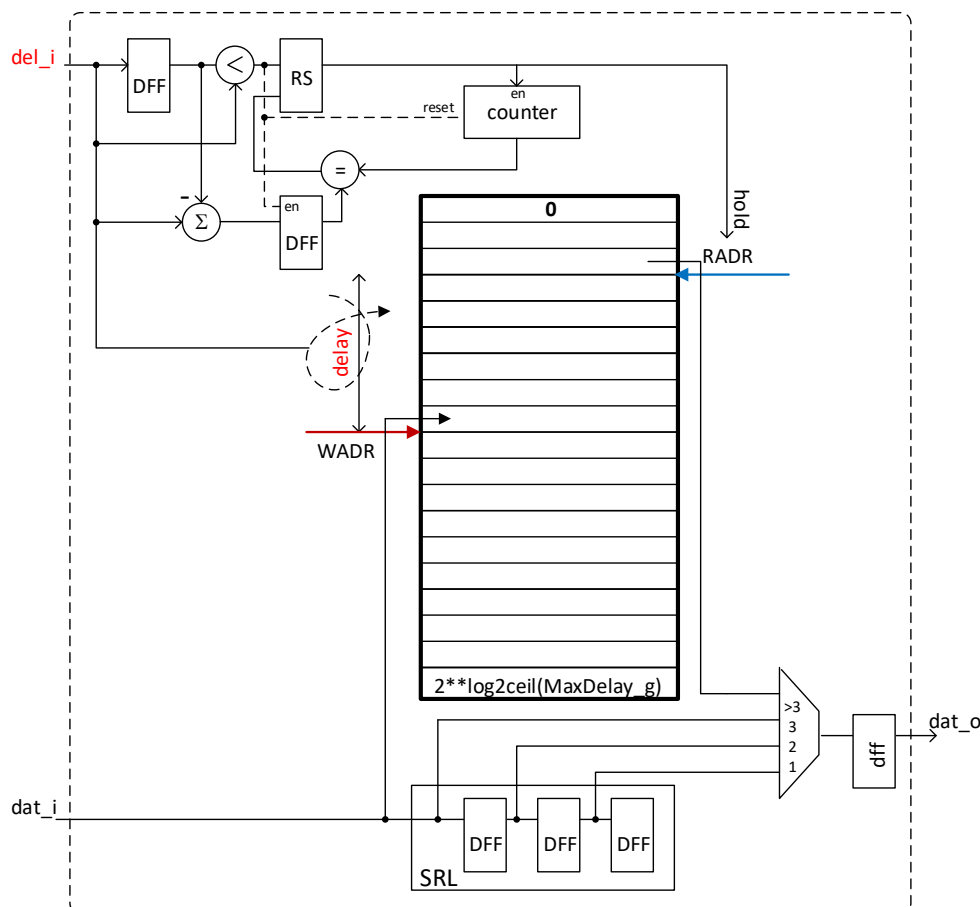 del_i
DFF
<
RS
en
counter
reset
=
-
Σ
en
DFF
hold
0
RADR
delay
WADR
2**log2ceil(MaxDelay_g)
>3
3
2
1
dff
dat_o
dat_i
DFF
DFF
DFF
SRL